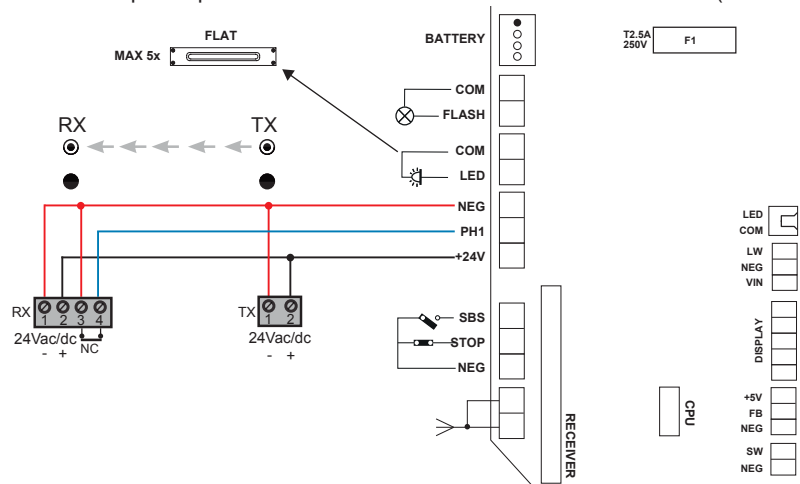 FLAT
MAX 5x
BATTERY
T2.5A
250V
F1
COM
FLASH
RX
TX
COM
LED
NEG
PH1
+24V
LED
COM
LW
NEG
VIN
RX
1 2 3 4
24Vac/dc
- +
NC
TX
1 2
24Vac/dc
- +
SBS
STOP
NEG
DISPLAY
RECEIVER
CPU
+5V
FB
NEG
SW
NEG